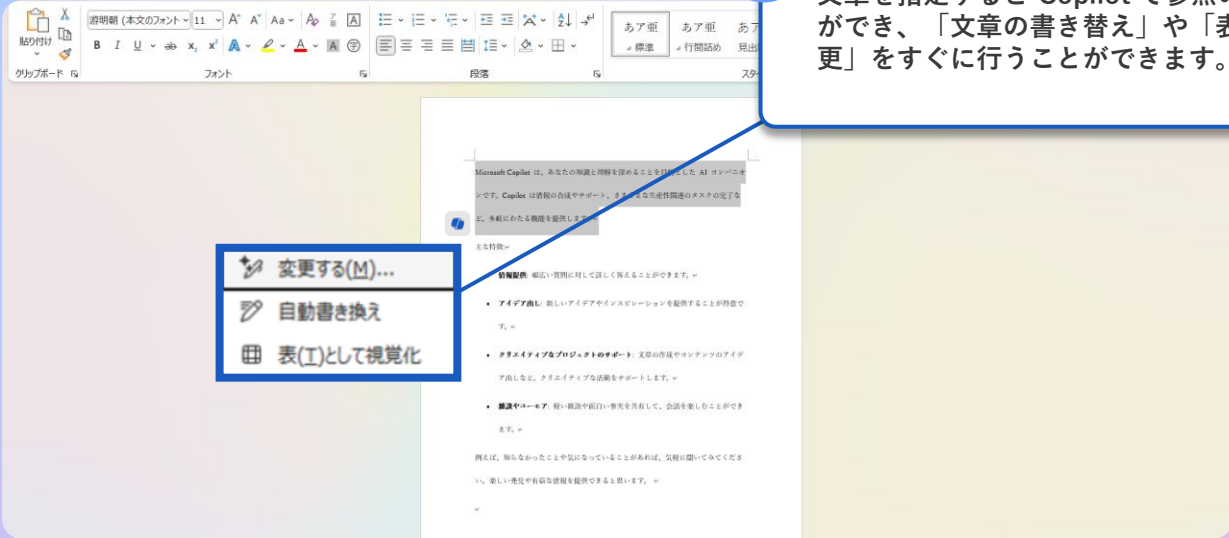 文章を指定すると Copilot で参照の
ができ、「文章の書き替え」や「表
更」をすぐに行うことができます。
游明朝 (本文のフォント 11 A A Aa A
貼り付け
B I U ab x₂ x² A A A 字
あア亜 あア亜 あア
標準 行間詰め 見出
クリップボード フォント 段落 スタイ
Microsoft Copilot は、あなたの知識と理解を深めることを目的とした AI コンパニオ
ンです。Copilot は情報の合成やサポート、さまざまな生産性関連のタスクの完了な
ど、多岐にわたる機能を提供します。
主な特徴:
変更する(M)...
自動書き換え
表(T)として視覚化
情報提供: 幅広い質問に対して詳しく答えることができます。
• アイデア出し: 新しいアイデアやインスピレーションを提供することが得意で
す。
• クリエイティブなプロジェクトのサポート: 文章の作成やコンテンツのアイデ
ア出しなど、クリエイティブな活動をサポートします。
• 雑談やユーモア: 軽い雑談や面白い事実を共有して、会話を楽しむことができ
ます。
例えば、知らなかったことや気になっていることがあれば、気軽に聞いてみてくださ
い。楽しい発見や有益な情報を提供できると思います。